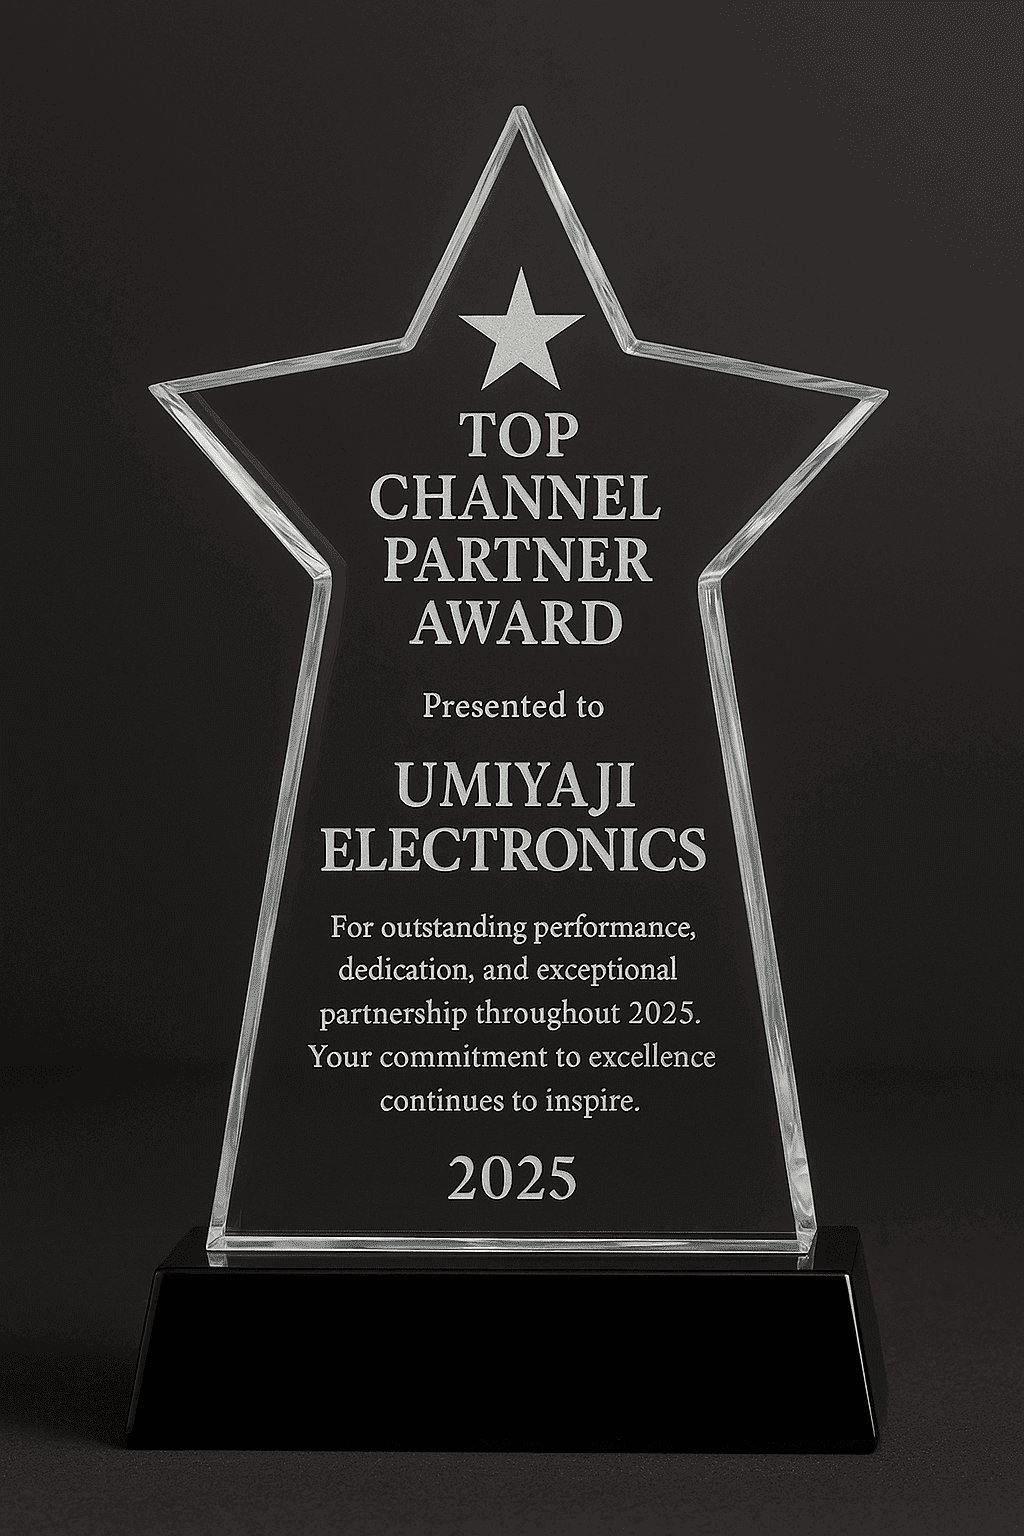 TOP
CHANNEL
PARTNER
AWARD
Presented to
UMIYAJI
ELECTRONICS
For outstanding performance,
dedication, and exceptional
partnership throughout 2025.
Your commitment to excellence
continues to inspire.
2025